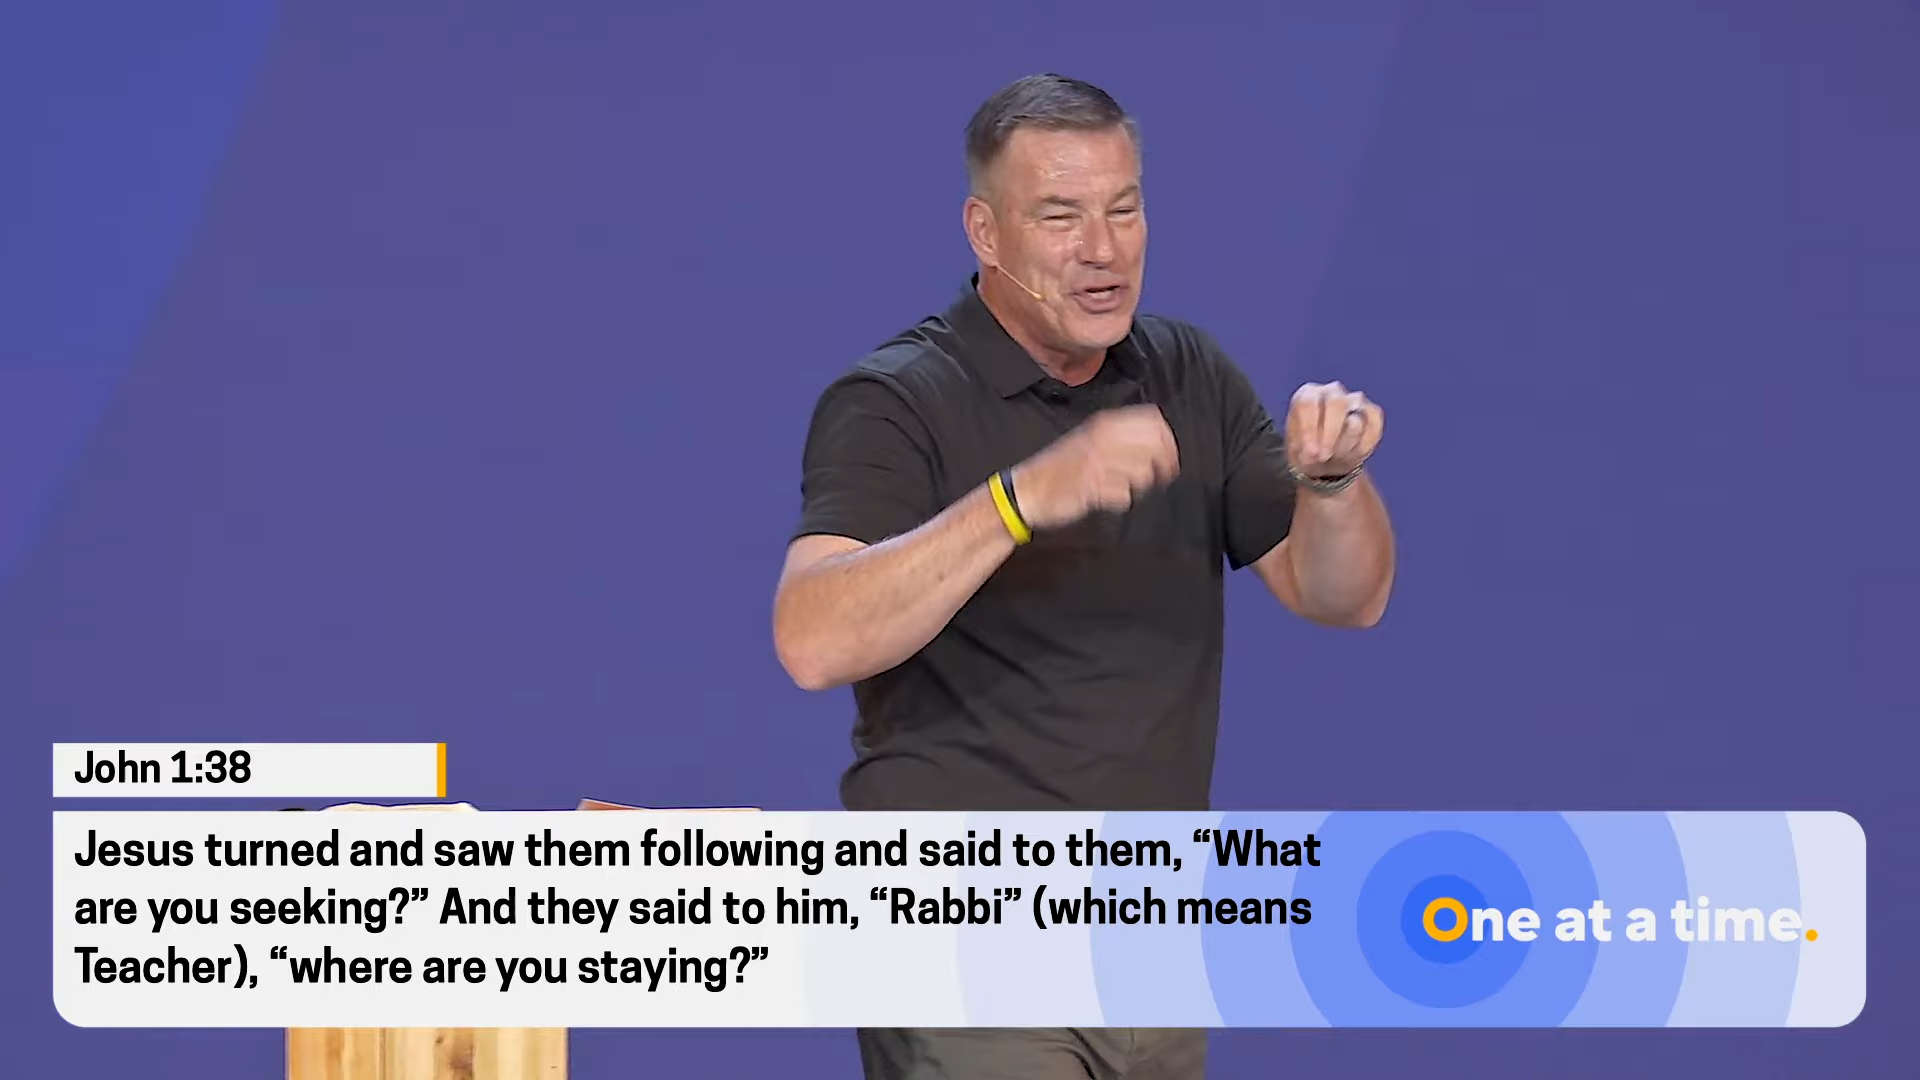 John 1:38
Jesus turned and saw them following and said to them, “What
are you seeking?” And they said to him, “Rabbi” (which means
Teacher), “where are you staying?”
One at a time.